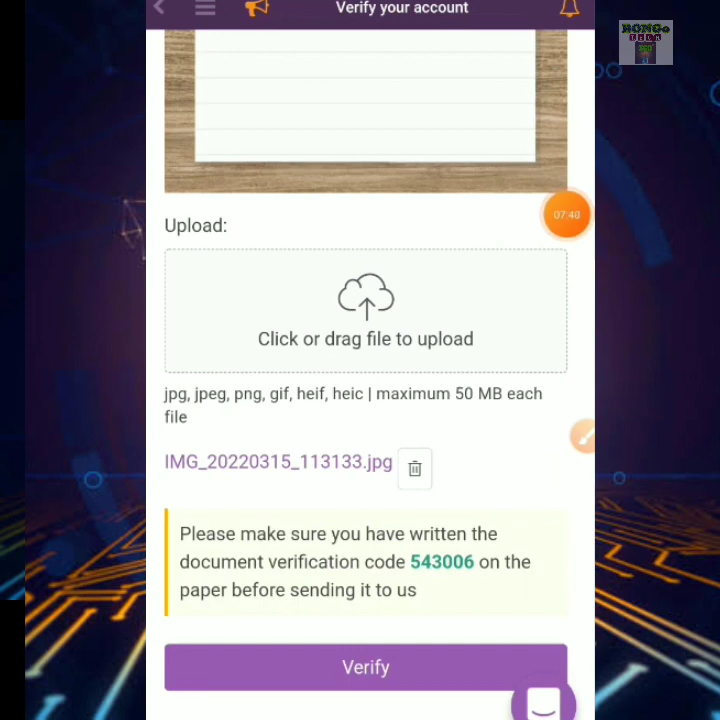 Verify your account
Upload:
07:40
Click or drag file to upload
jpg, jpeg, png, gif, heif, heic | maximum 50 MB each
file
IMG_20220315_113133.jpg
Please make sure you have written the
document verification code 543006 on the
paper before sending it to us
Verify